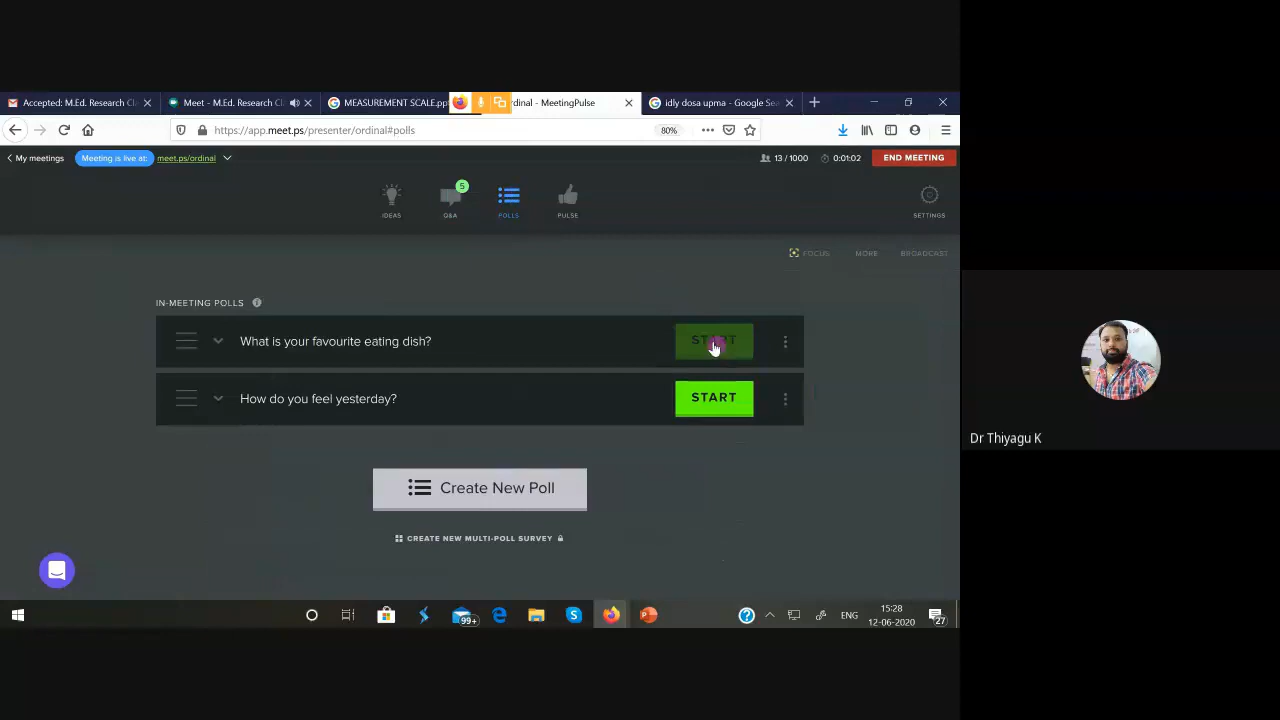 Accepted: M.Ed. Research Cl
Meet - M.Ed. Research Cl
MEASUREMENT SCALE.pp
rdinal - MeetingPulse
idly dosa upma - Google Sea
https://app.meet.ps/presenter/ordinal#polls
80%
My meetings
Meeting is live at:
meet.ps/ordinal
13 / 1000
0:01:02
END MEETING
5
IDEAS
Q&A
POLLS
PULSE
SETTINGS
FOCUS
MORE
BROADCAST
IN-MEETING POLLS
What is your favourite eating dish?
START
How do you feel yesterday?
START
Create New Poll
CREATE NEW MULTI-POLL SURVEY
Dr Thiyagu K
99+
ENG
15:28
12-06-2020
27